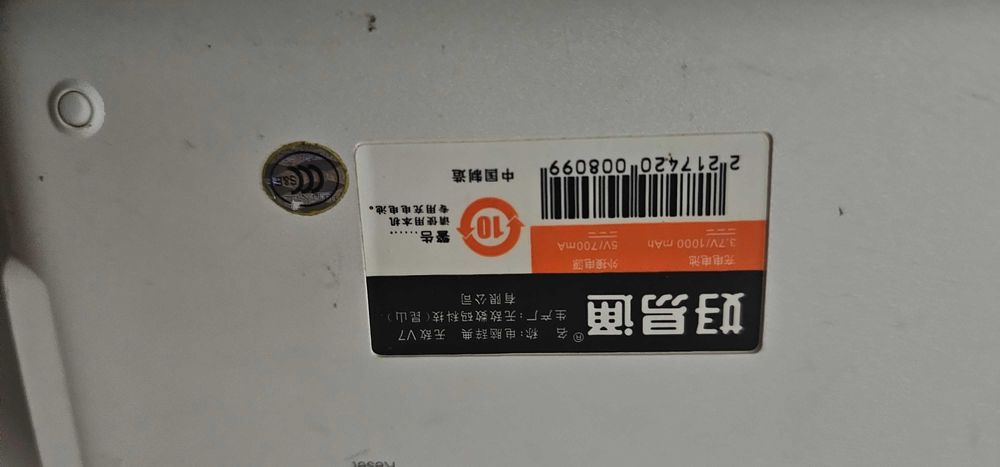 好易通®
名 称：电脑辞典 无敌V7
生产厂：无敌数码科技（昆山）
有限公司
充电电池
3.7V/1000 mAh
外接电源
5V/700mA
10
警告······
请使用本机
专用充电电池。
2 217420 008099
中国制造
CCC
S&E
Reset